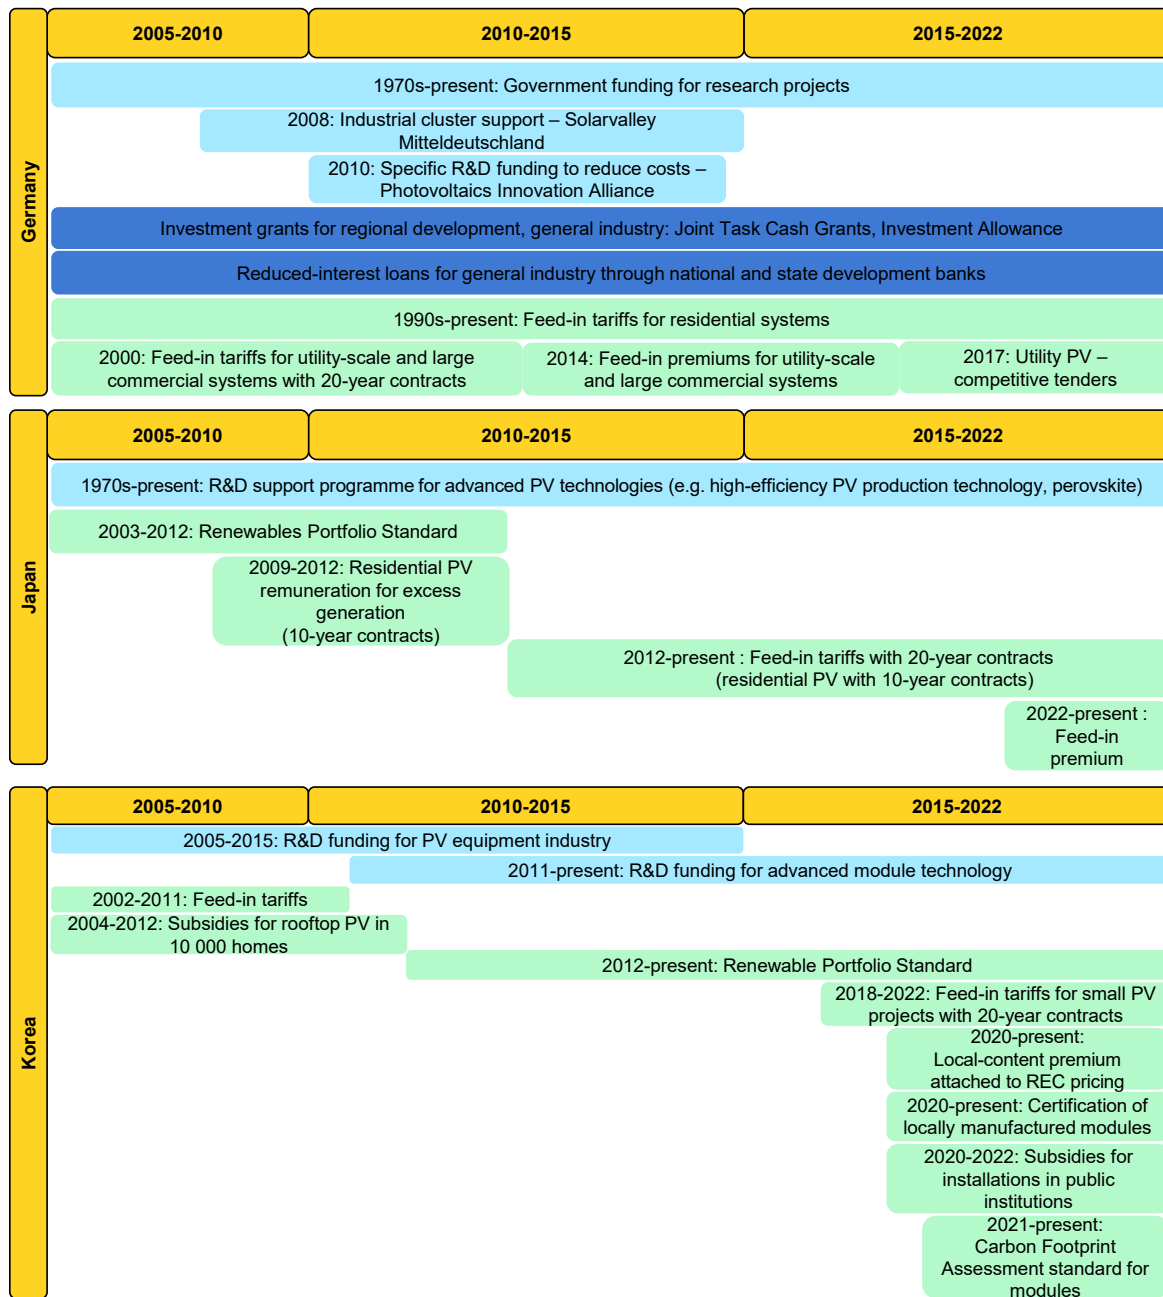 Germany
2005-2010
2010-2015
2015-2022
1970s-present: Government funding for research projects
2008: Industrial cluster support – Solarvalley
Mitteldeutschland
2010: Specific R&D funding to reduce costs –
Photovoltaics Innovation Alliance
Investment grants for regional development, general industry: Joint Task Cash Grants, Investment Allowance
Reduced-interest loans for general industry through national and state development banks
1990s-present: Feed-in tariffs for residential systems
2000: Feed-in tariffs for utility-scale and large
commercial systems with 20-year contracts
2014: Feed-in premiums for utility-scale
and large commercial systems
2017: Utility PV –
competitive tenders
Japan
2005-2010
2010-2015
2015-2022
1970s-present: R&D support programme for advanced PV technologies (e.g. high-efficiency PV production technology, perovskite)
2003-2012: Renewables Portfolio Standard
2009-2012: Residential PV
remuneration for excess
generation
(10-year contracts)
2012-present : Feed-in tariffs with 20-year contracts
(residential PV with 10-year contracts)
2022-present :
Feed-in
premium
Korea
2005-2010
2010-2015
2015-2022
2005-2015: R&D funding for PV equipment industry
2011-present: R&D funding for advanced module technology
2002-2011: Feed-in tariffs
2004-2012: Subsidies for rooftop PV in
10 000 homes
2012-present: Renewable Portfolio Standard
2018-2022: Feed-in tariffs for small PV
projects with 20-year contracts
2020-present:
Local-content premium
attached to REC pricing
2020-present: Certification of
locally manufactured modules
2020-2022: Subsidies for
installations in public
institutions
2021-present:
Carbon Footprint
Assessment standard for
modules